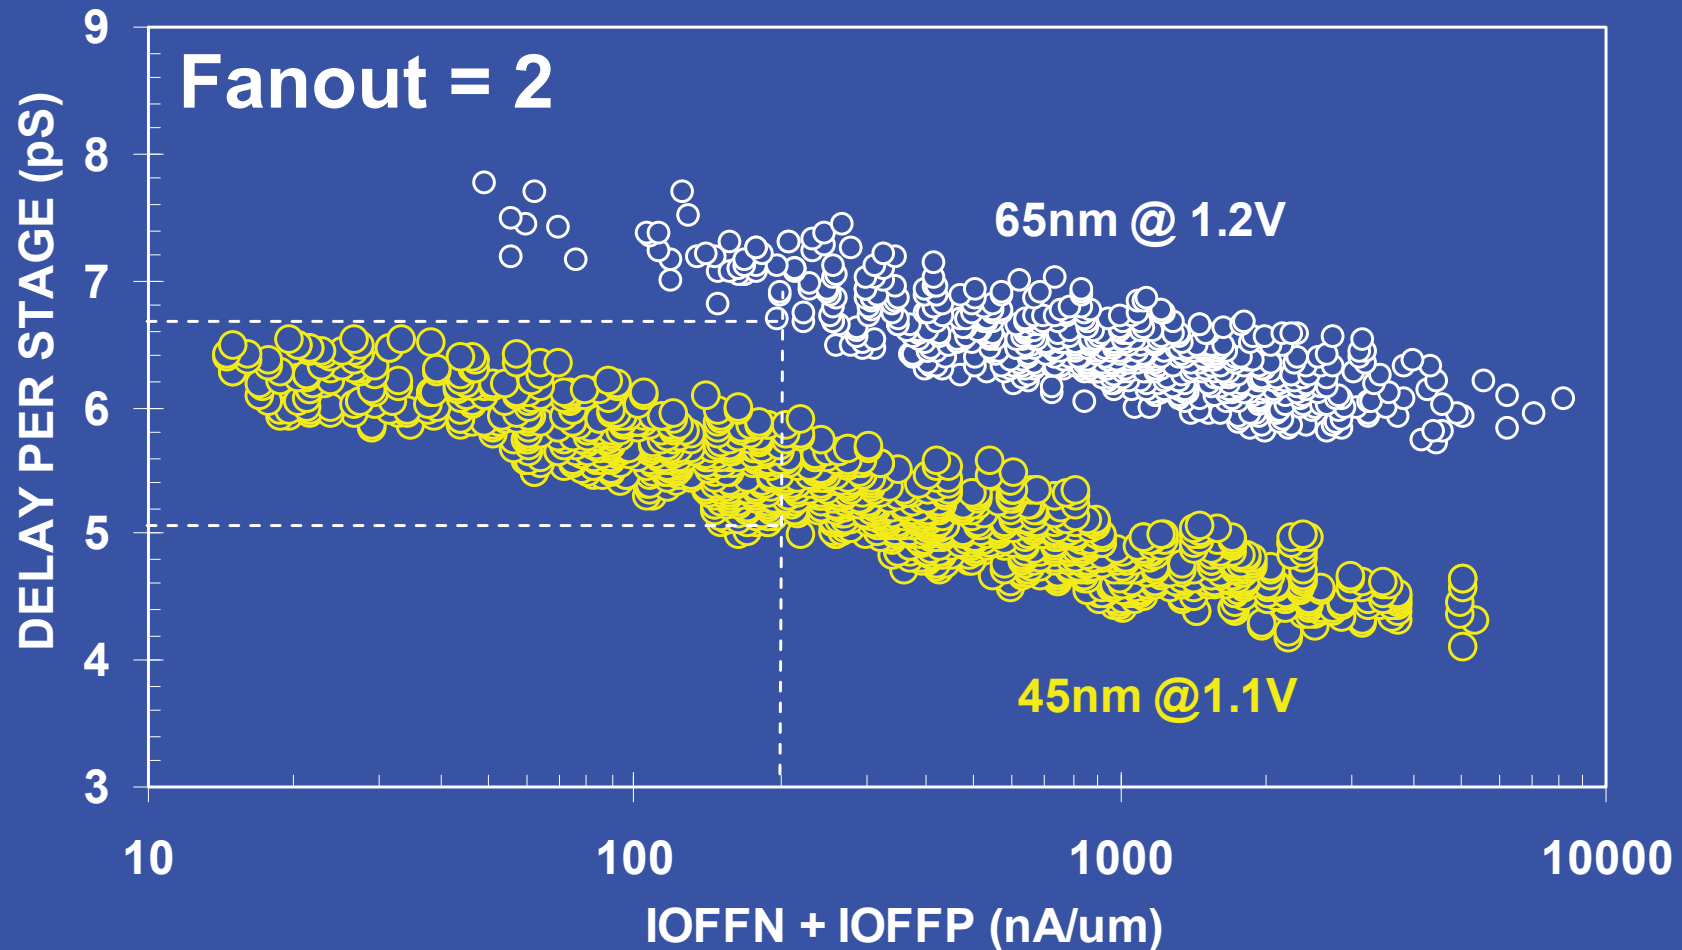 9
Fanout = 2
8
65nm @ 1.2V
7
6
5
45nm @1.1V
4
3
DELAY PER STAGE (pS)
10 100 1000 10000
IOFFN + IOFFP (nA/um)